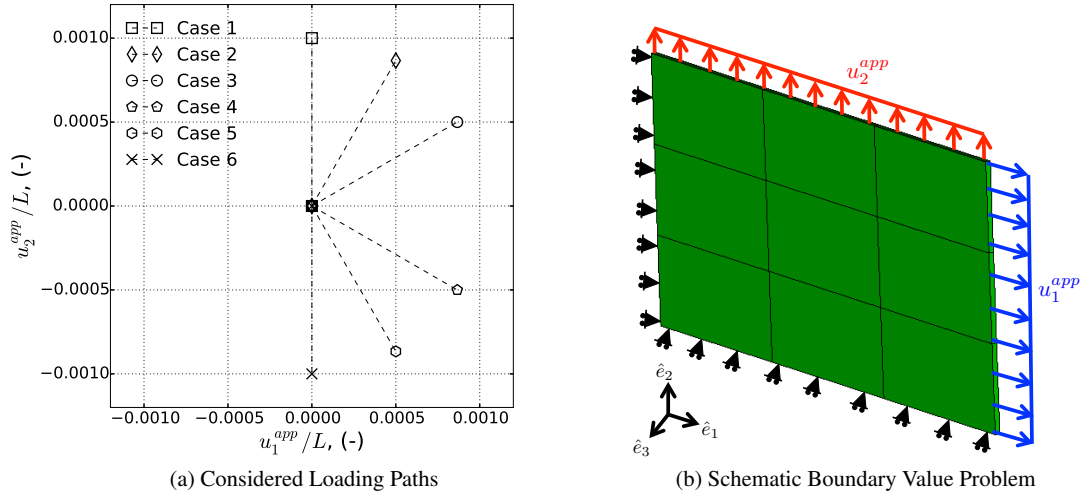 0.0010
0.0005
0.0000
−0.0005
−0.0010
u_2^{app}/L, (-)
Case 1
Case 2
Case 3
Case 4
Case 5
Case 6
−0.0010 −0.0005 0.0000 0.0005 0.0010
u_1^{app}/L, (-)
(a) Considered Loading Paths
u_2^{app}
u_1^{app}
ê_2
ê_1
ê_3
(b) Schematic Boundary Value Problem